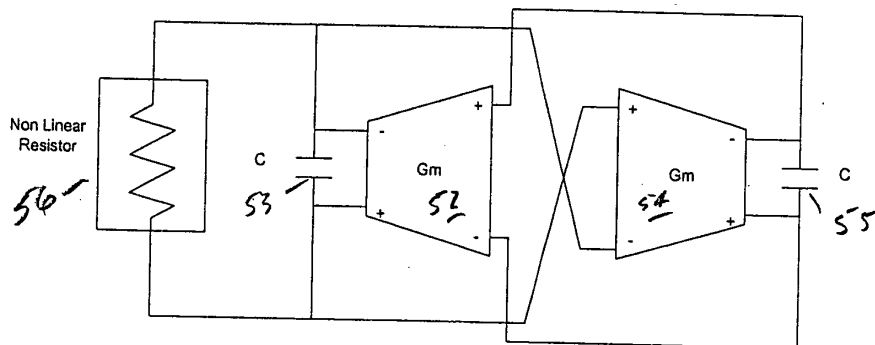 +
+
Non Linear
Resistor
-
-
C
C
Gm
Gm
56
53
52
54
55
+
+
-
-